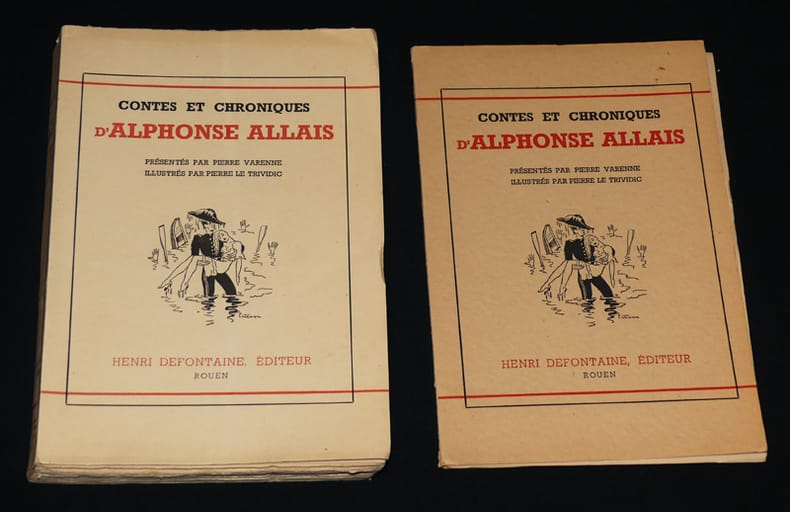 CONTES ET CHRONIQUES
D'ALPHONSE ALLAIS
PRÉSENTÉS PAR PIERRE VARENNE
ILLUSTRÉS PAR PIERRE LE TRIVIDIC
HENRI DEFONTAINE, ÉDITEUR
ROUEN
CONTES ET CHRONIQUES
D'ALPHONSE ALLAIS
PRÉSENTÉS PAR PIERRE VARENNE
ILLUSTRÉS PAR PIERRE LE TRIVIDIC
HENRI DEFONTAINE, ÉDITEUR
ROUEN